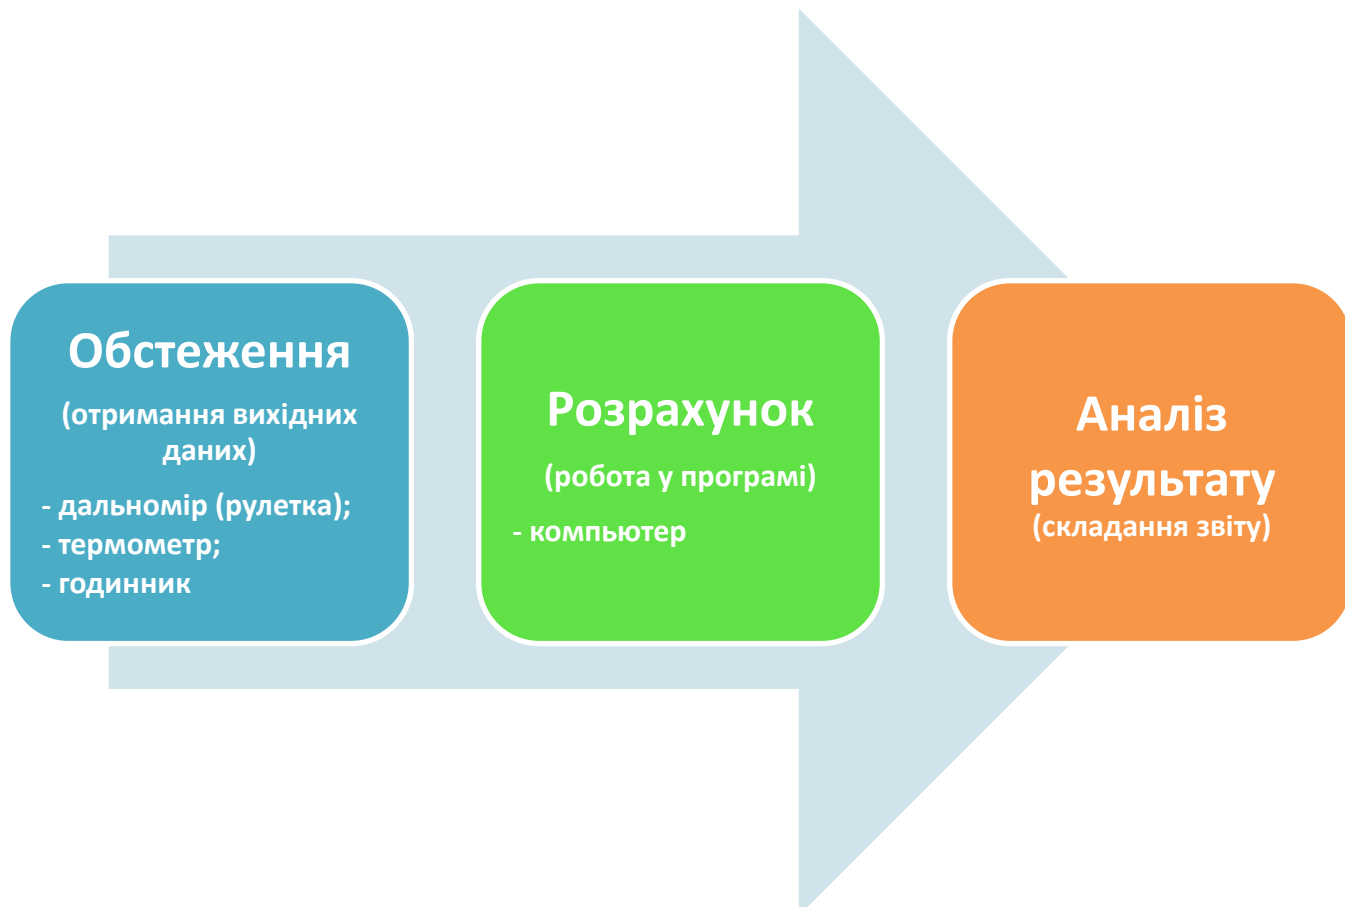 Обстеження
(отримання вихідних
даних)
- дальномір (рулетка);
- термометр;
- годинник
Розрахунок
(робота у програмі)
- компьютер
Аналіз
результату
(складання звіту)